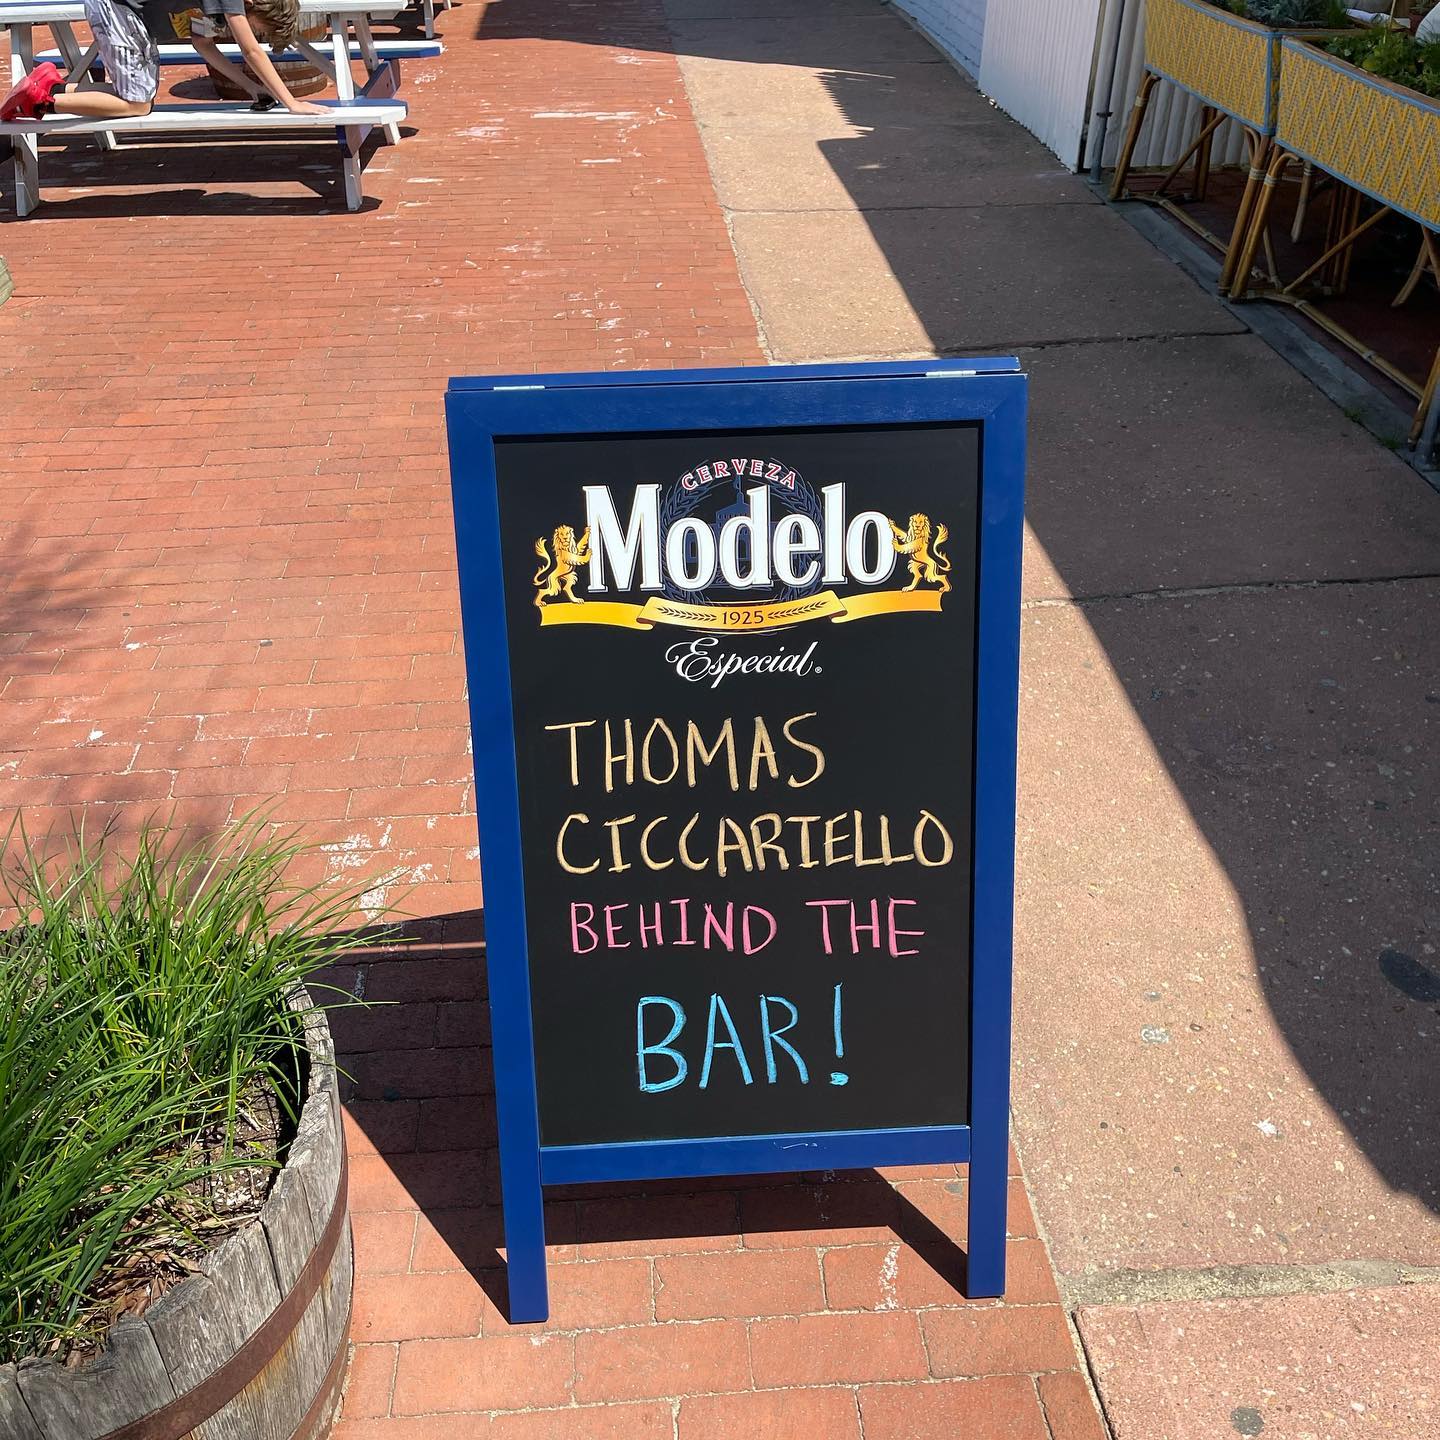 CERVEZA
Modelo
1925
Especial®
THOMAS
CICCARIELLO
BEHIND THE
BAR!